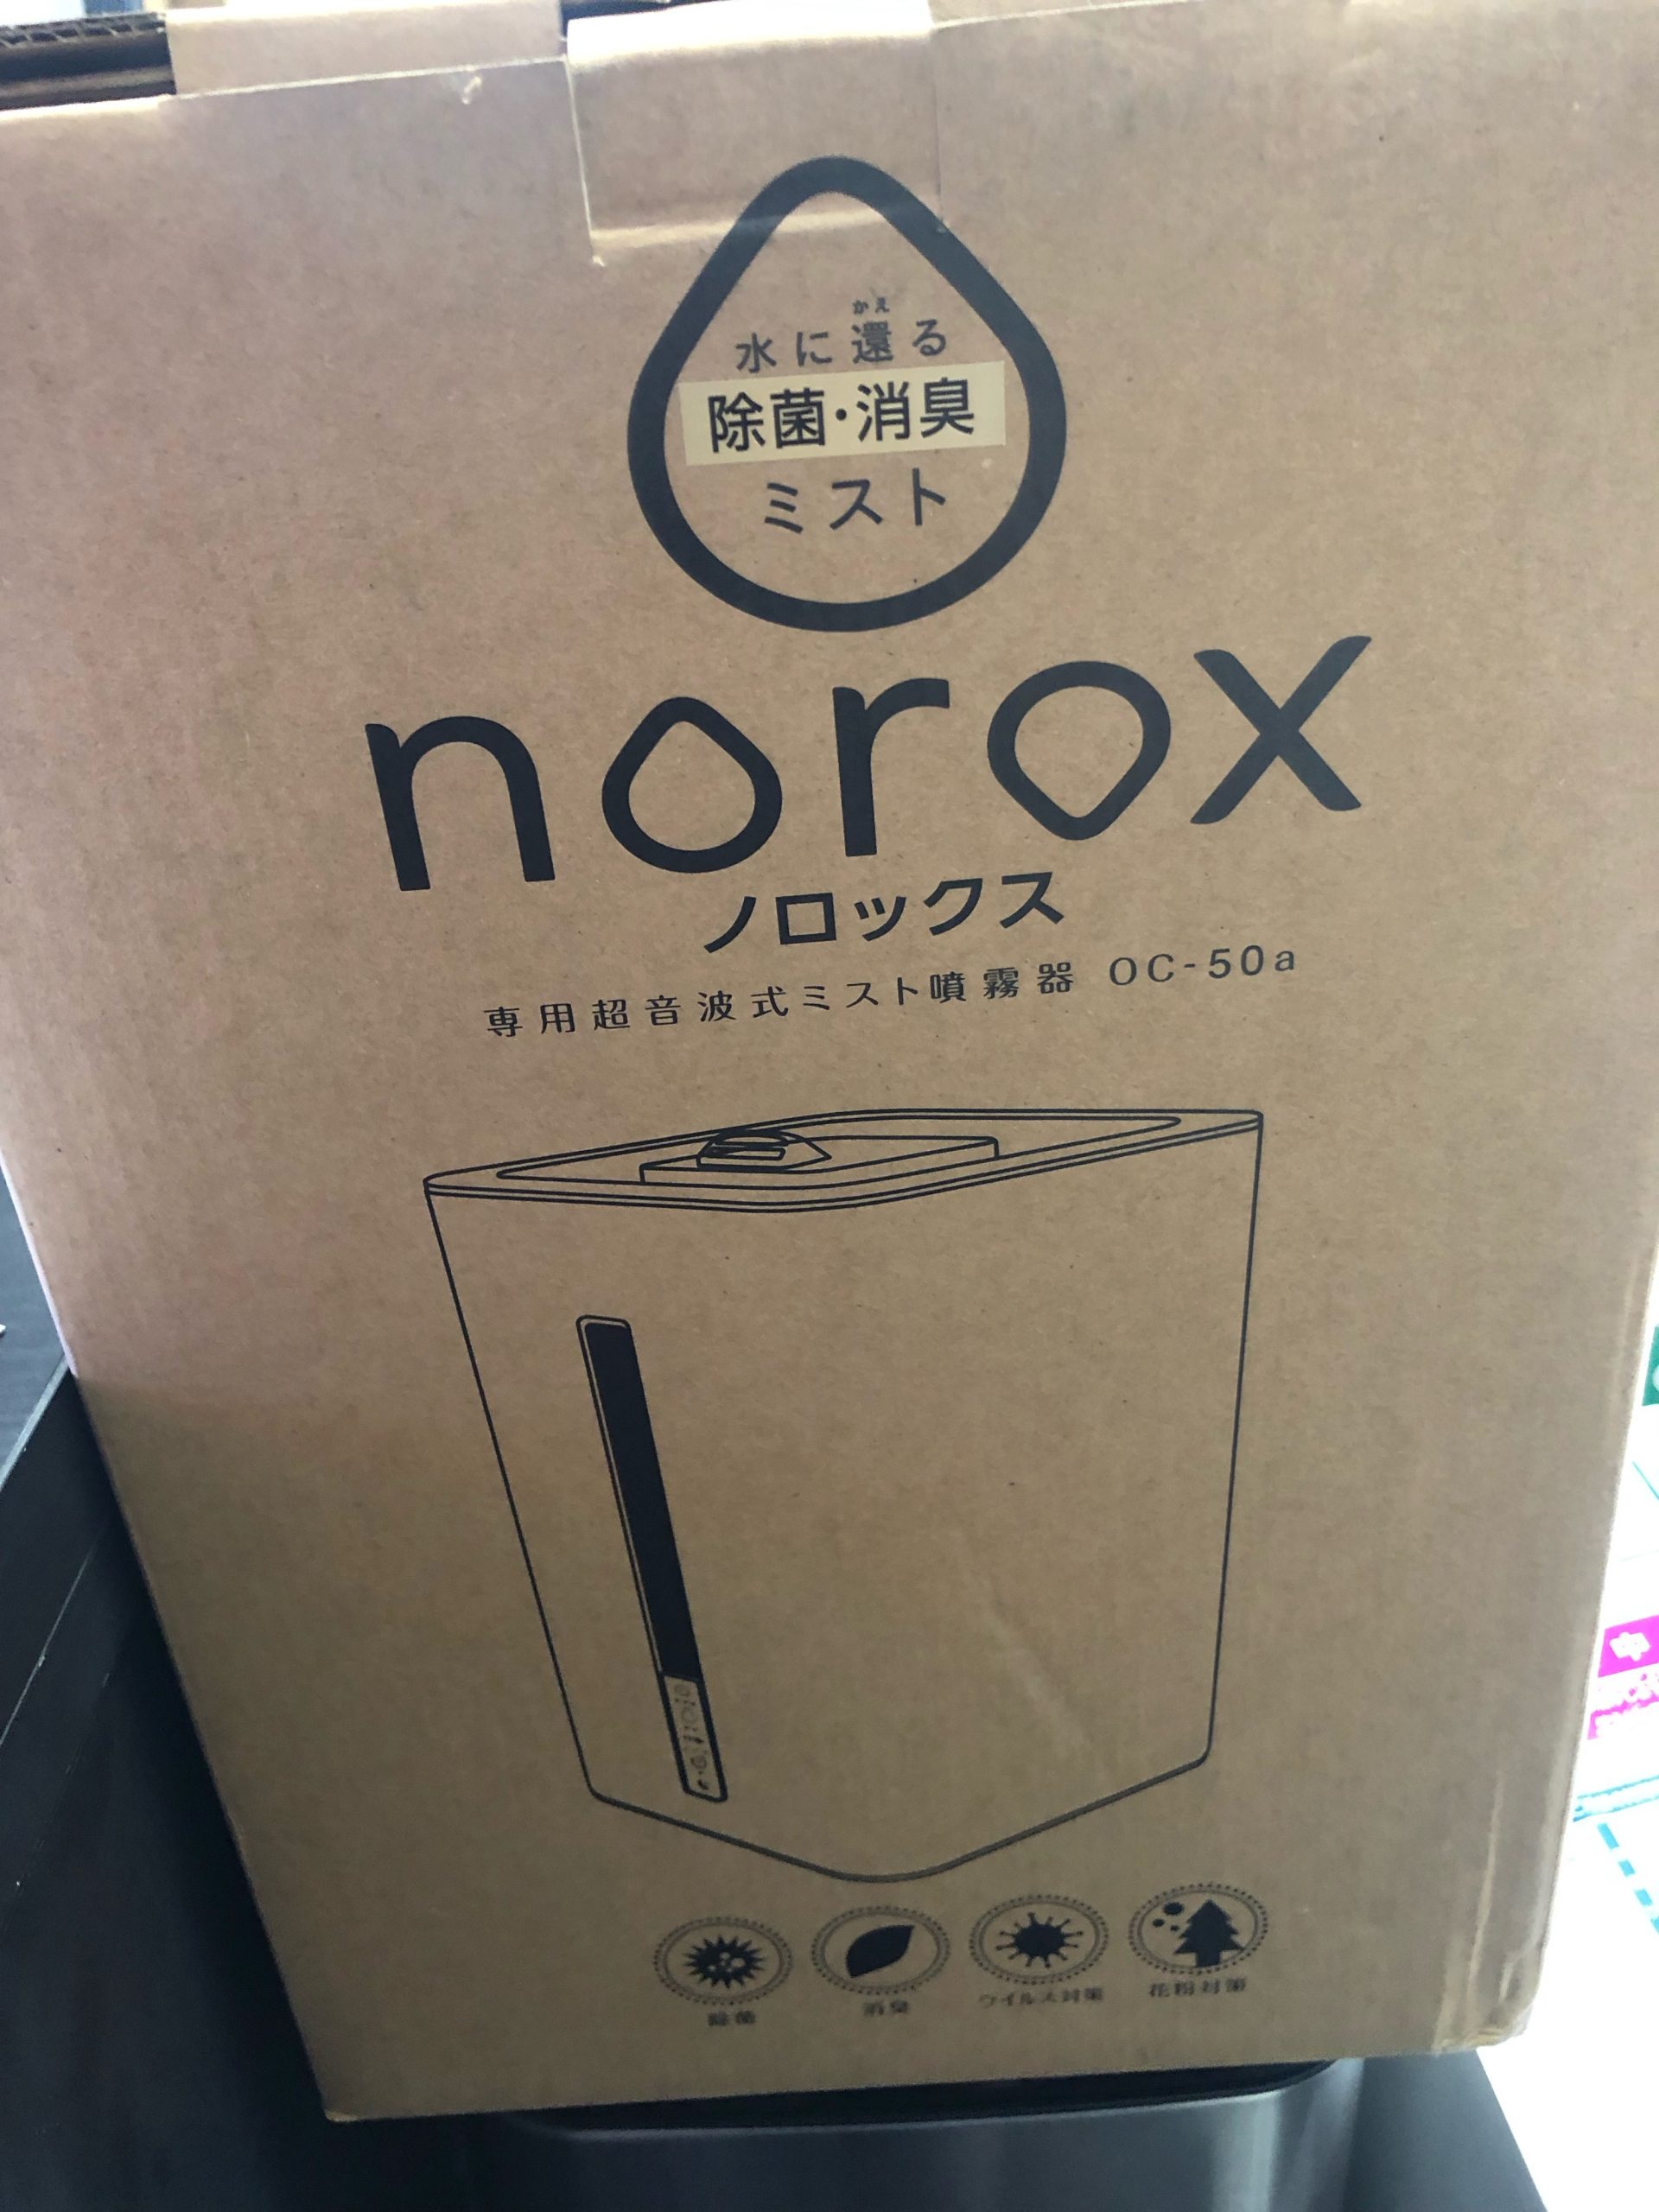 かえ
水に還る
除菌・消臭
ミスト
norox
ノロックス
専用超音波式ミスト噴霧器 OC-50a
除菌
消臭
ウイルス対策
花粉対策